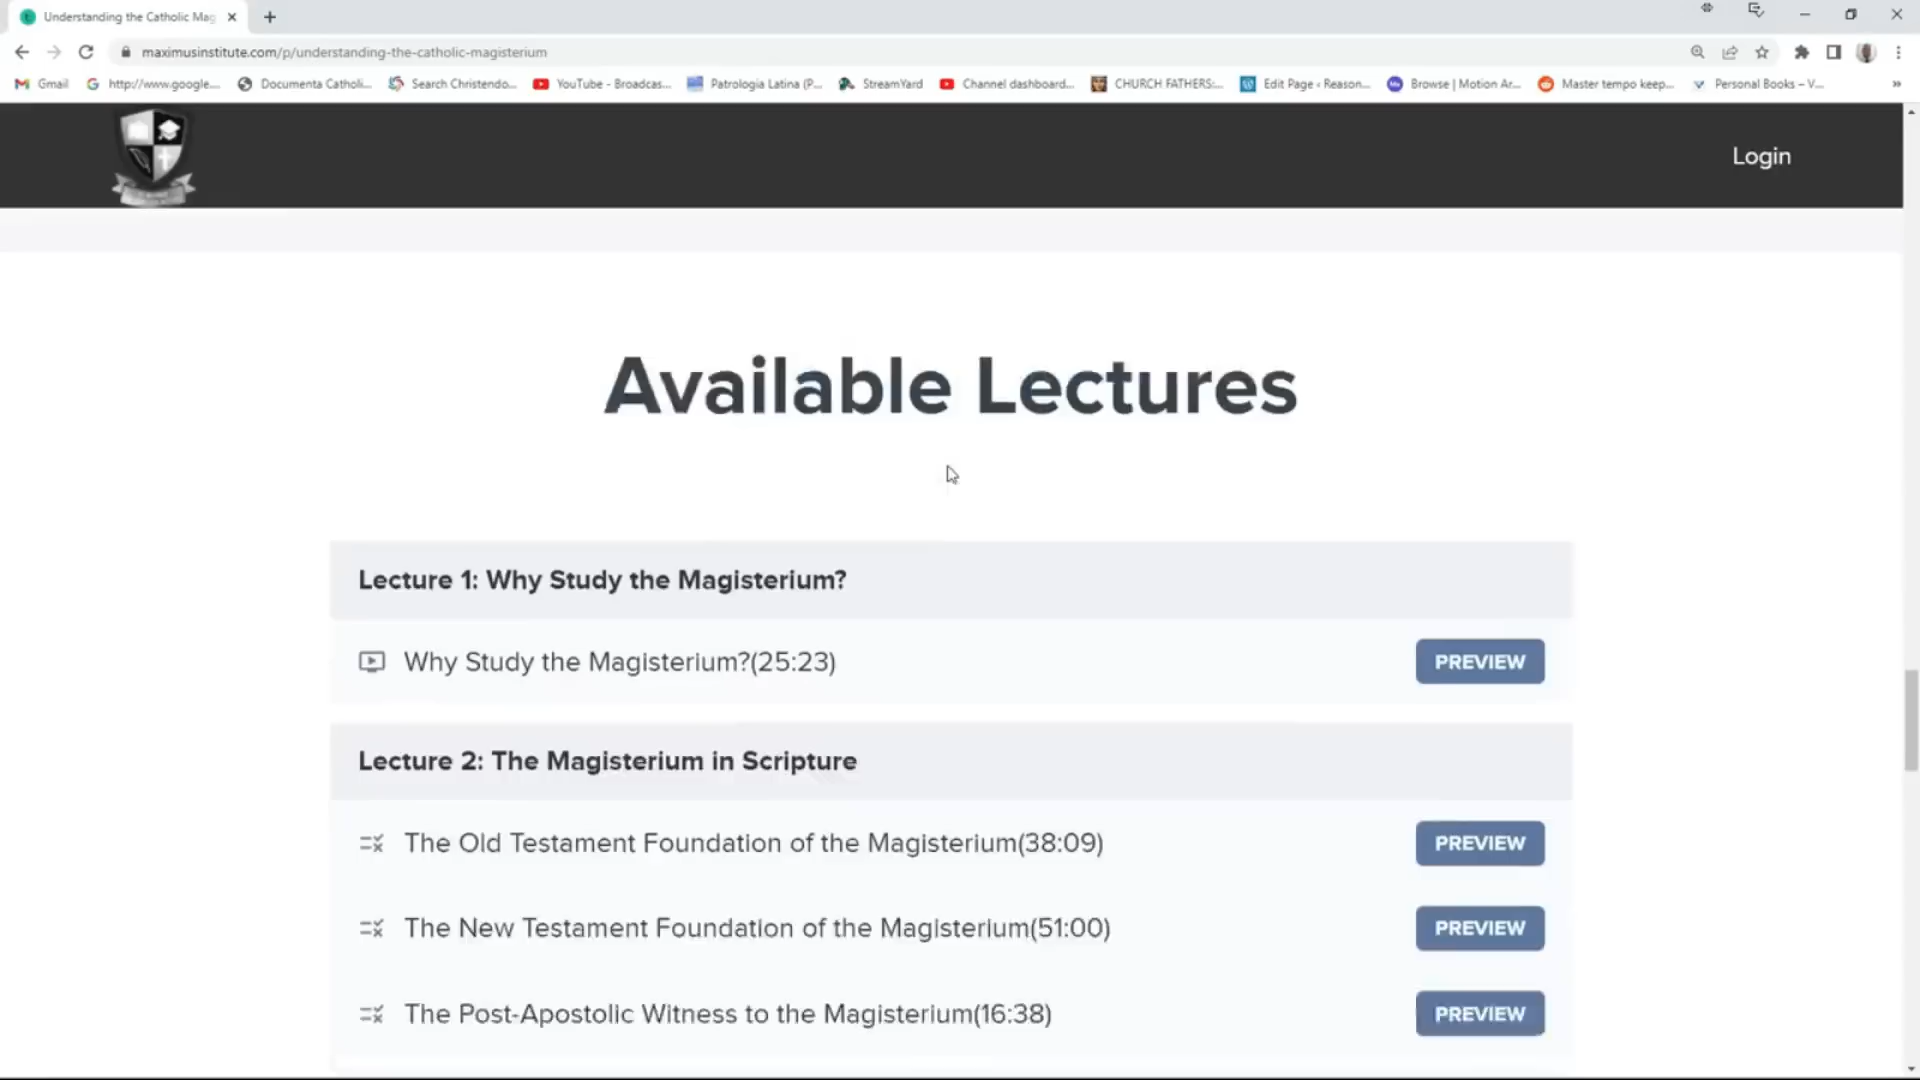 Understanding the Catholic Mag
maximusinstitute.com/p/understanding-the-catholic-magisterium
Gmail
http://www.google...
Documenta Catholi...
Search Christendo...
YouTube - Broadcas...
Patrologia Latina (P...
StreamYard
Channel dashboard...
CHURCH FATHERS:...
Edit Page ‹ Reason...
Browse | Motion Ar...
Master tempo keep...
Personal Books – V...
Login
Available Lectures
Lecture 1: Why Study the Magisterium?
Why Study the Magisterium?(25:23)
PREVIEW
Lecture 2: The Magisterium in Scripture
The Old Testament Foundation of the Magisterium(38:09)
PREVIEW
The New Testament Foundation of the Magisterium(51:00)
PREVIEW
The Post-Apostolic Witness to the Magisterium(16:38)
PREVIEW